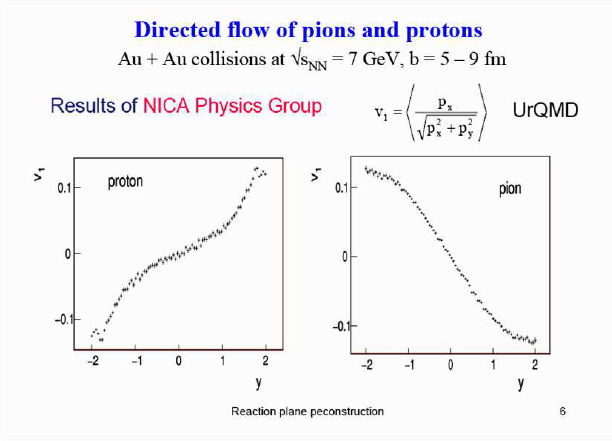 Directed flow of pions and protons
Au + Au collisions at √sNN = 7 GeV, b = 5 – 9 fm
Results of NICA Physics Group
v1 = ⟨ px / √(px² + py²) ⟩
UrQMD
v1
proton
0.1
0
−0.1
−2 −1 0 1 2
y
v1
pion
0.1
0
−0.1
−2 −1 0 1 2
y
Reaction plane peconstruction
6